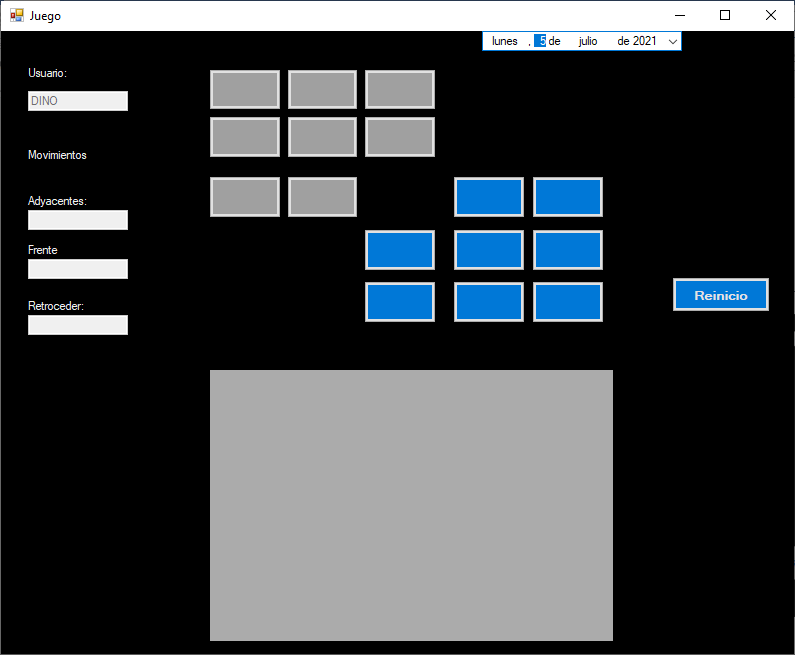 Juego
lunes , 5 de julio de 2021
Usuario:
DINO
Movimientos
Adyacentes:
Frente
Retroceder:
Reinicio